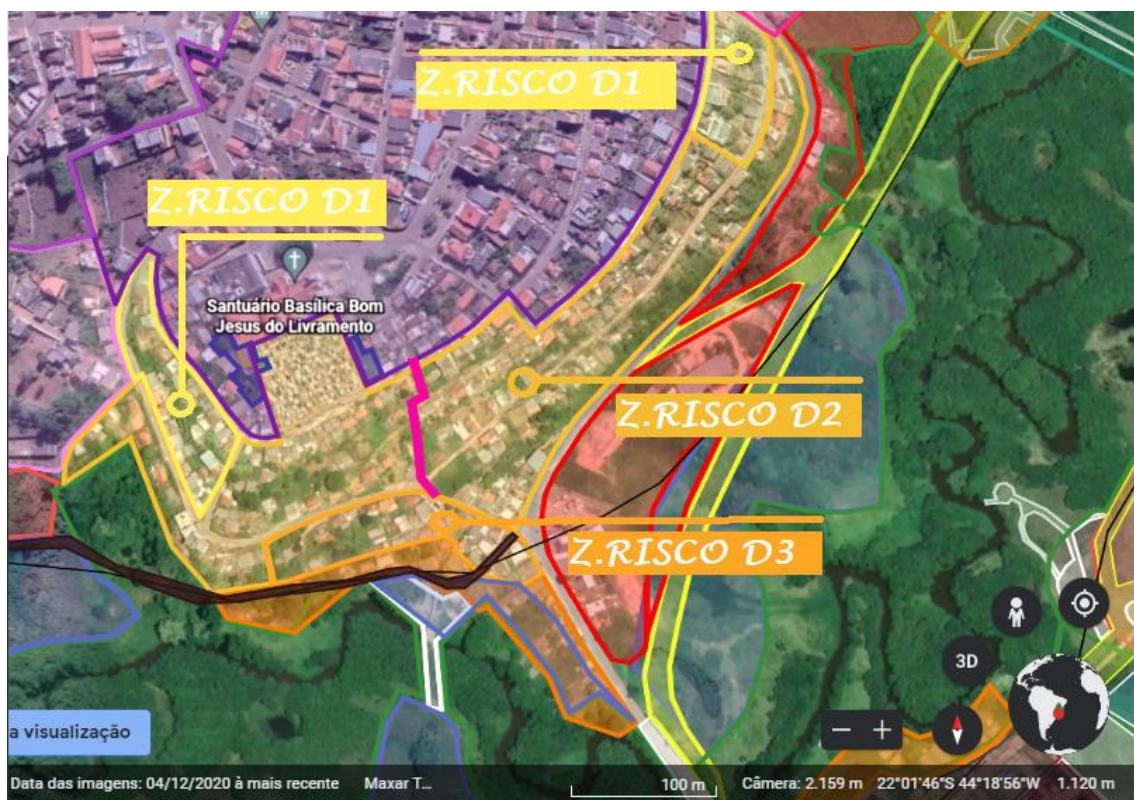 Z.RISCO D1
Z.RISCO D1
Santuário Basílica Bom
Jesus do Livramento
Z.RISCO D2
Z.RISCO D3
3D
a visualização
Data das imagens: 04/12/2020 à mais recente Maxar T... 100 m Câmera: 2.159 m 22°01'46"S 44°18'56"W 1.120 m